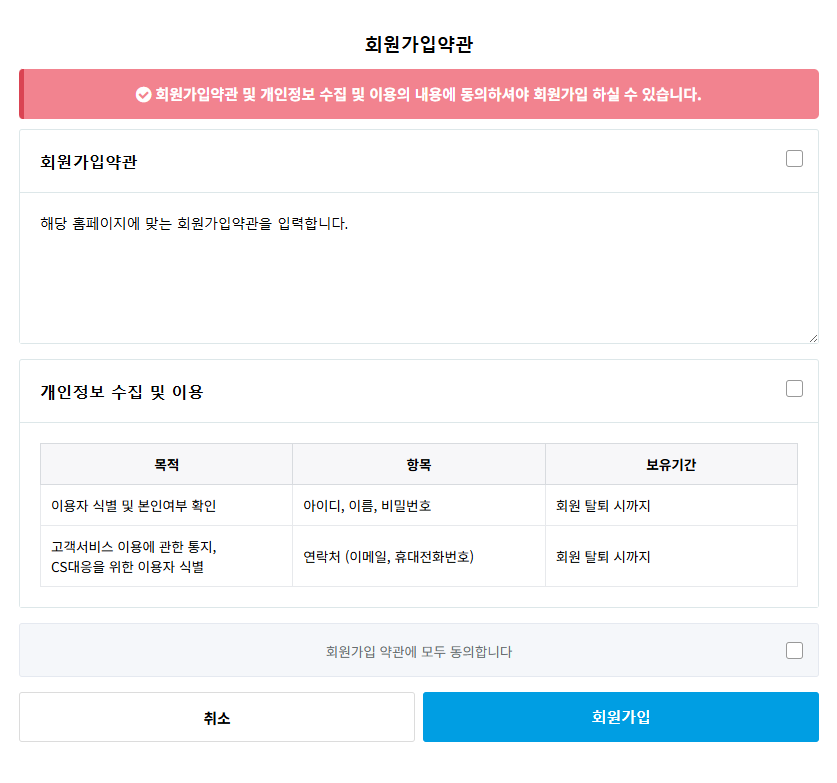 회원가입약관
회원가입약관 및 개인정보 수집 및 이용의 내용에 동의하셔야 회원가입 하실 수 있습니다.
회원가입약관
해당 홈페이지에 맞는 회원가입약관을 입력합니다.
개인정보 수집 및 이용
목적 항목 보유기간
이용자 식별 및 본인여부 확인 아이디, 이름, 비밀번호 회원 탈퇴 시까지
고객서비스 이용에 관한 통지,
CS대응을 위한 이용자 식별 연락처 (이메일, 휴대전화번호) 회원 탈퇴 시까지
회원가입 약관에 모두 동의합니다
취소 회원가입